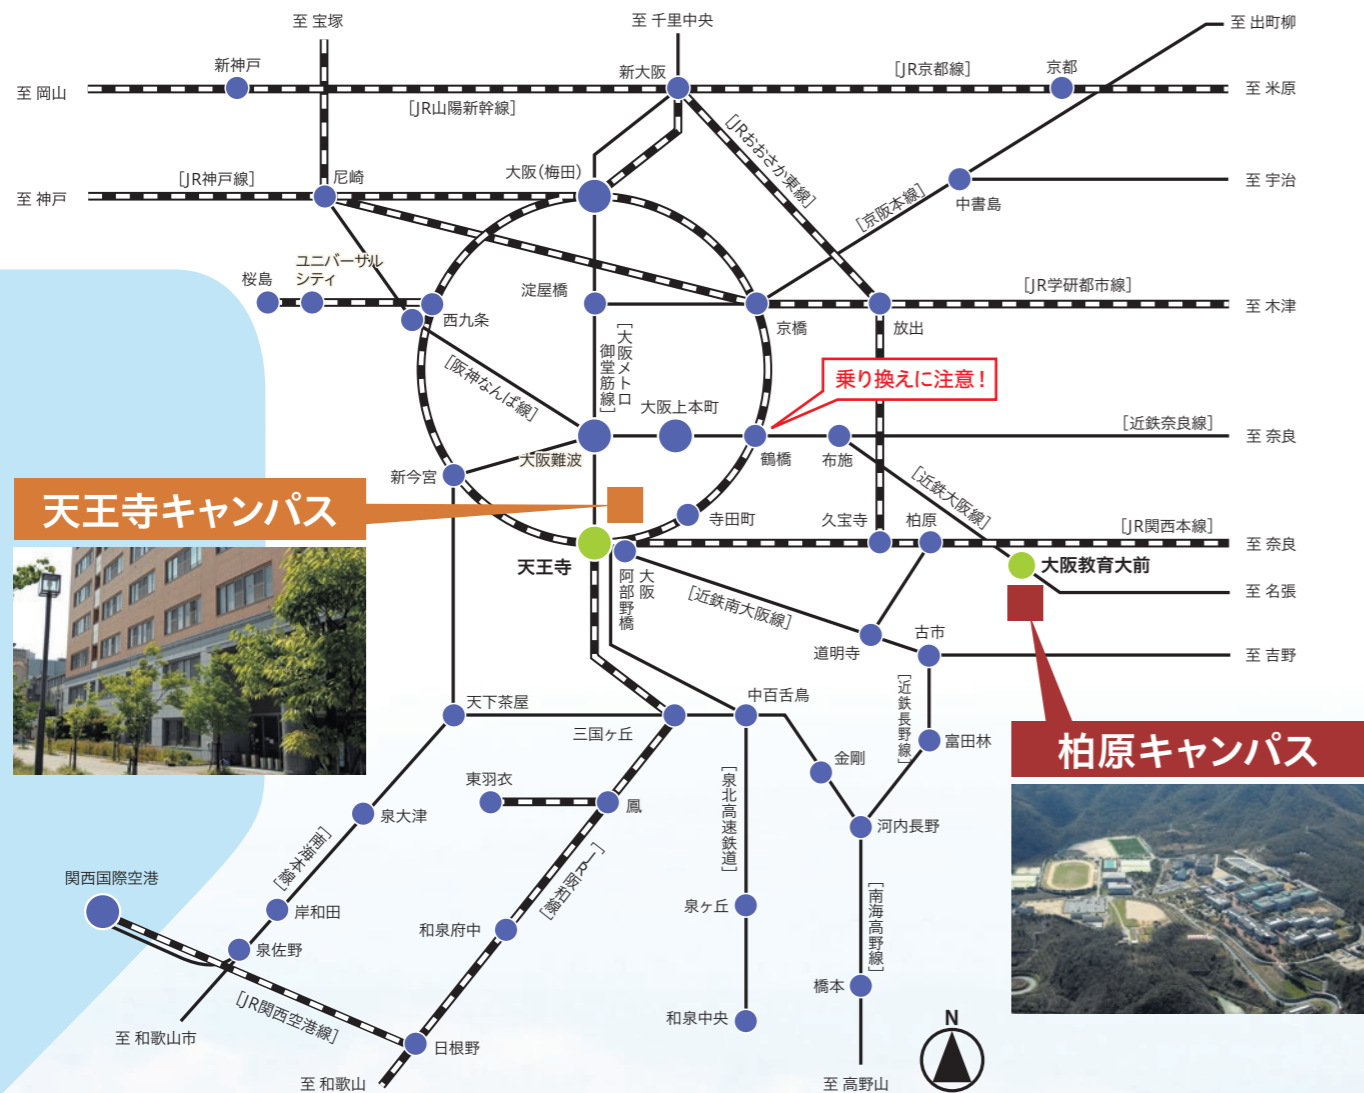 至 宝塚
至 千里中央
至 出町柳
新神戸
新大阪
[JR京都線]
京都
至 岡山
至 米原
[JR山陽新幹線]
[JRおおさか東線]
[JR神戸線]
尼崎
大阪(梅田)
至 神戸
[京阪本線]
中書島
至 宇治
桜島
ユニバーサル
シティ
西九条
淀屋橋
京橋
放出
[JR学研都市線]
至 木津
[大阪メトロ
御堂筋線]
[阪神なんば線]
乗り換えに注意!
大阪上本町
[近鉄奈良線]
至 奈良
大阪難波
鶴橋
布施
新今宮
[近鉄大阪線]
天王寺キャンパス
寺田町
久宝寺
柏原
[JR関西本線]
至 奈良
天王寺
大阪
阿部野橋
大阪教育大前
至 名張
[近鉄南大阪線]
道明寺
古市
至 吉野
[近鉄長野線]
天下茶屋
三国ヶ丘
中百舌鳥
富田林
柏原キャンパス
金剛
東羽衣
鳳
[泉北高速鉄道]
泉大津
河内長野
[南海本線]
[JR阪和線]
関西国際空港
岸和田
泉ヶ丘
[南海高野線]
和泉府中
泉佐野
橋本
[JR関西空港線]
和泉中央
N
至 和歌山市
日根野
至 和歌山
至 高野山